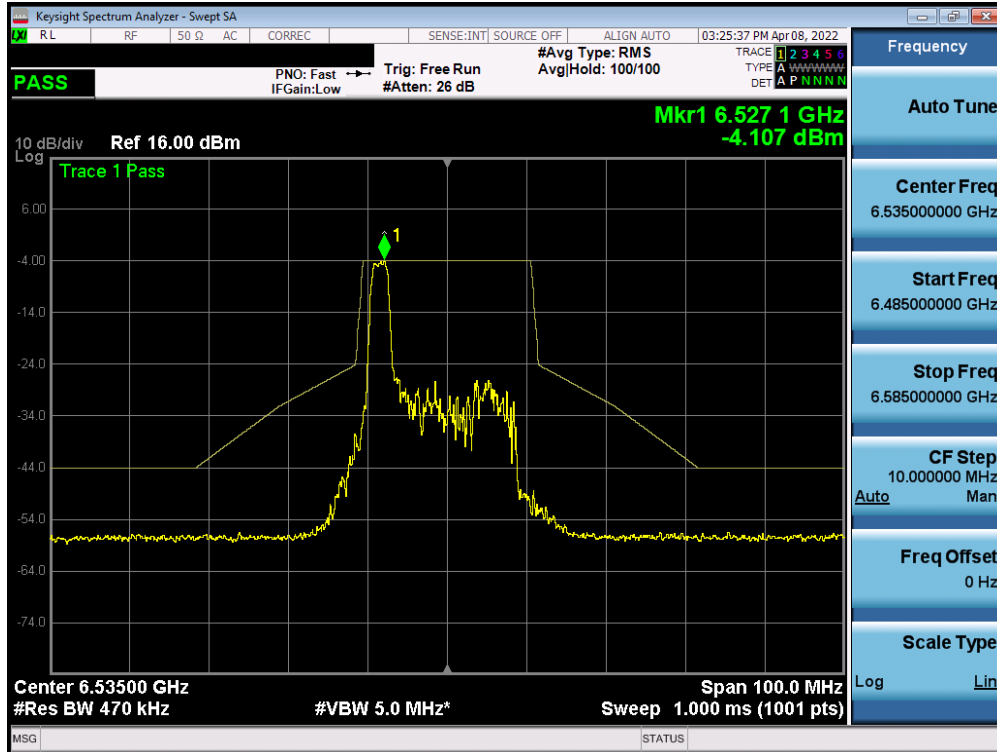 Keysight Spectrum Analyzer - Swept SA
LXI RL RF 50 Ω AC CORREC SENSE:INT SOURCE OFF ALIGN AUTO 03:25:37 PM Apr 08, 2022
PASS
PNO: Fast
IFGain:Low
Trig: Free Run
#Atten: 26 dB
#Avg Type: RMS
Avg|Hold: 100/100
TRACE 1 2 3 4 5 6
TYPE A WWWWW
DET A P N N N N
Mkr1 6.527 1 GHz
-4.107 dBm
10 dB/div Ref 16.00 dBm
Log
Trace 1 Pass
1
6.00
-4.00
-14.0
-24.0
-34.0
-44.0
-54.0
-64.0
-74.0
Center 6.53500 GHz
Span 100.0 MHz
#Res BW 470 kHz
#VBW 5.0 MHz*
Sweep 1.000 ms (1001 pts)
MSG
STATUS
Frequency
Auto Tune
Center Freq
6.535000000 GHz
Start Freq
6.485000000 GHz
Stop Freq
6.585000000 GHz
CF Step
10.000000 MHz
Auto Man
Freq Offset
0 Hz
Scale Type
Log Lin